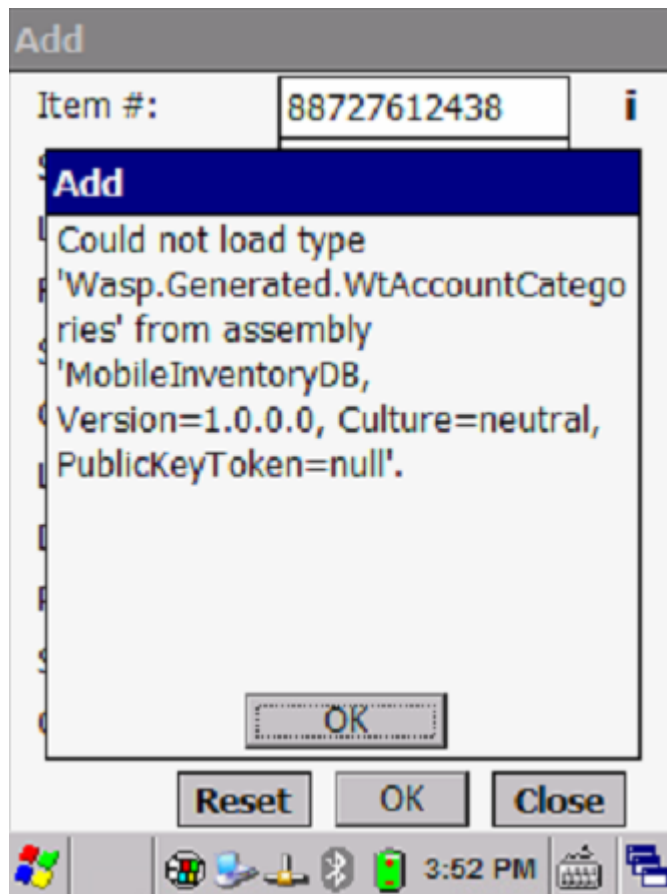 Add
Item #:
88727612438
i
Add
Could not load type
'Wasp.Generated.WtAccountCatego
ries' from assembly
'MobileInventoryDB,
Version=1.0.0.0, Culture=neutral,
PublicKeyToken=null'.
OK
Reset
OK
Close
3:52 PM